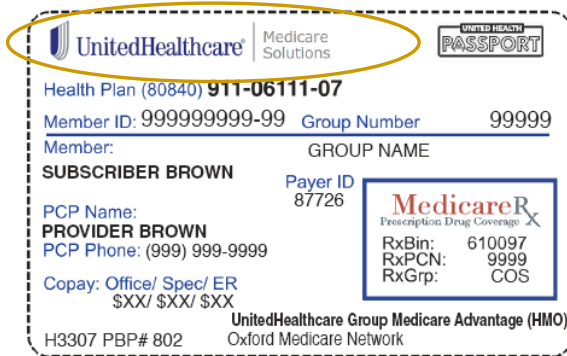 UnitedHealthcare® Medicare Solutions
UNITED HEALTH
PASSPORT
Health Plan (80840) 911-06111-07
Member ID: 999999999-99 Group Number 99999
Member: GROUP NAME
SUBSCRIBER BROWN
Payer ID
87726
PCP Name:
PROVIDER BROWN
PCP Phone: (999) 999-9999
MedicareRx
Prescription Drug Coverage
RxBin: 610097
RxPCN: 9999
RxGrp: COS
Copay: Office/ Spec/ ER
$XX/ $XX/ $XX
UnitedHealthcare Group Medicare Advantage (HMO)
H3307 PBP# 802 Oxford Medicare Network